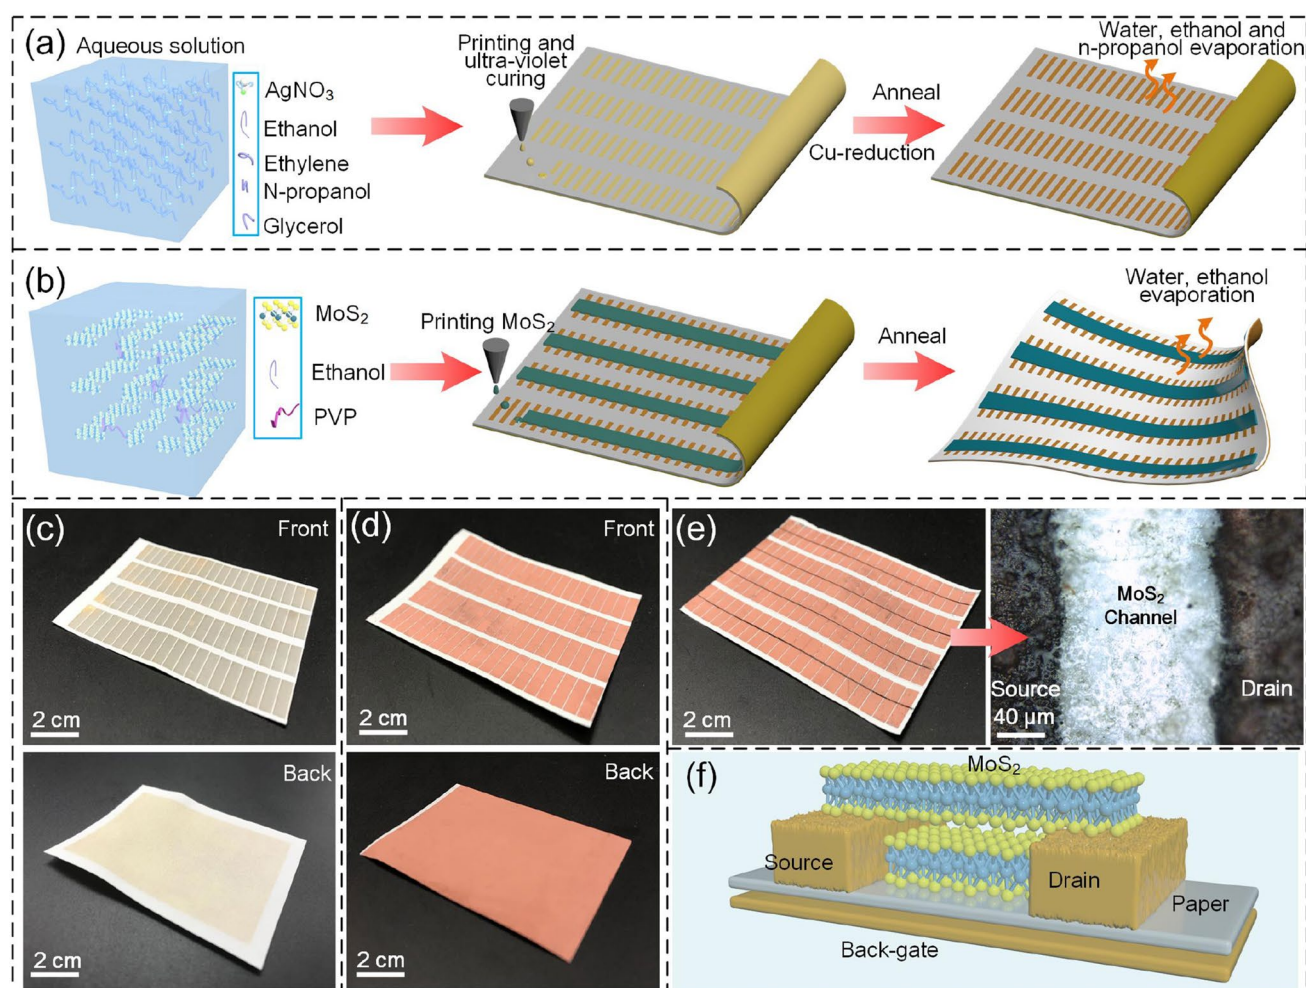 (a)
Aqueous solution
AgNO₃
Ethanol
Ethylene
N-propanol
Glycerol
Printing and
ultra-violet
curing
Anneal
Cu-reduction
Water, ethanol and
n-propanol evaporation
(b)
MoS₂
Ethanol
PVP
Printing MoS₂
Anneal
Water, ethanol
evaporation
(c)
Front
2 cm
Back
2 cm
(d)
Front
2 cm
Back
2 cm
(e)
2 cm
MoS₂
Channel
Source
40 µm
Drain
(f)
MoS₂
Source
Drain
Paper
Back-gate